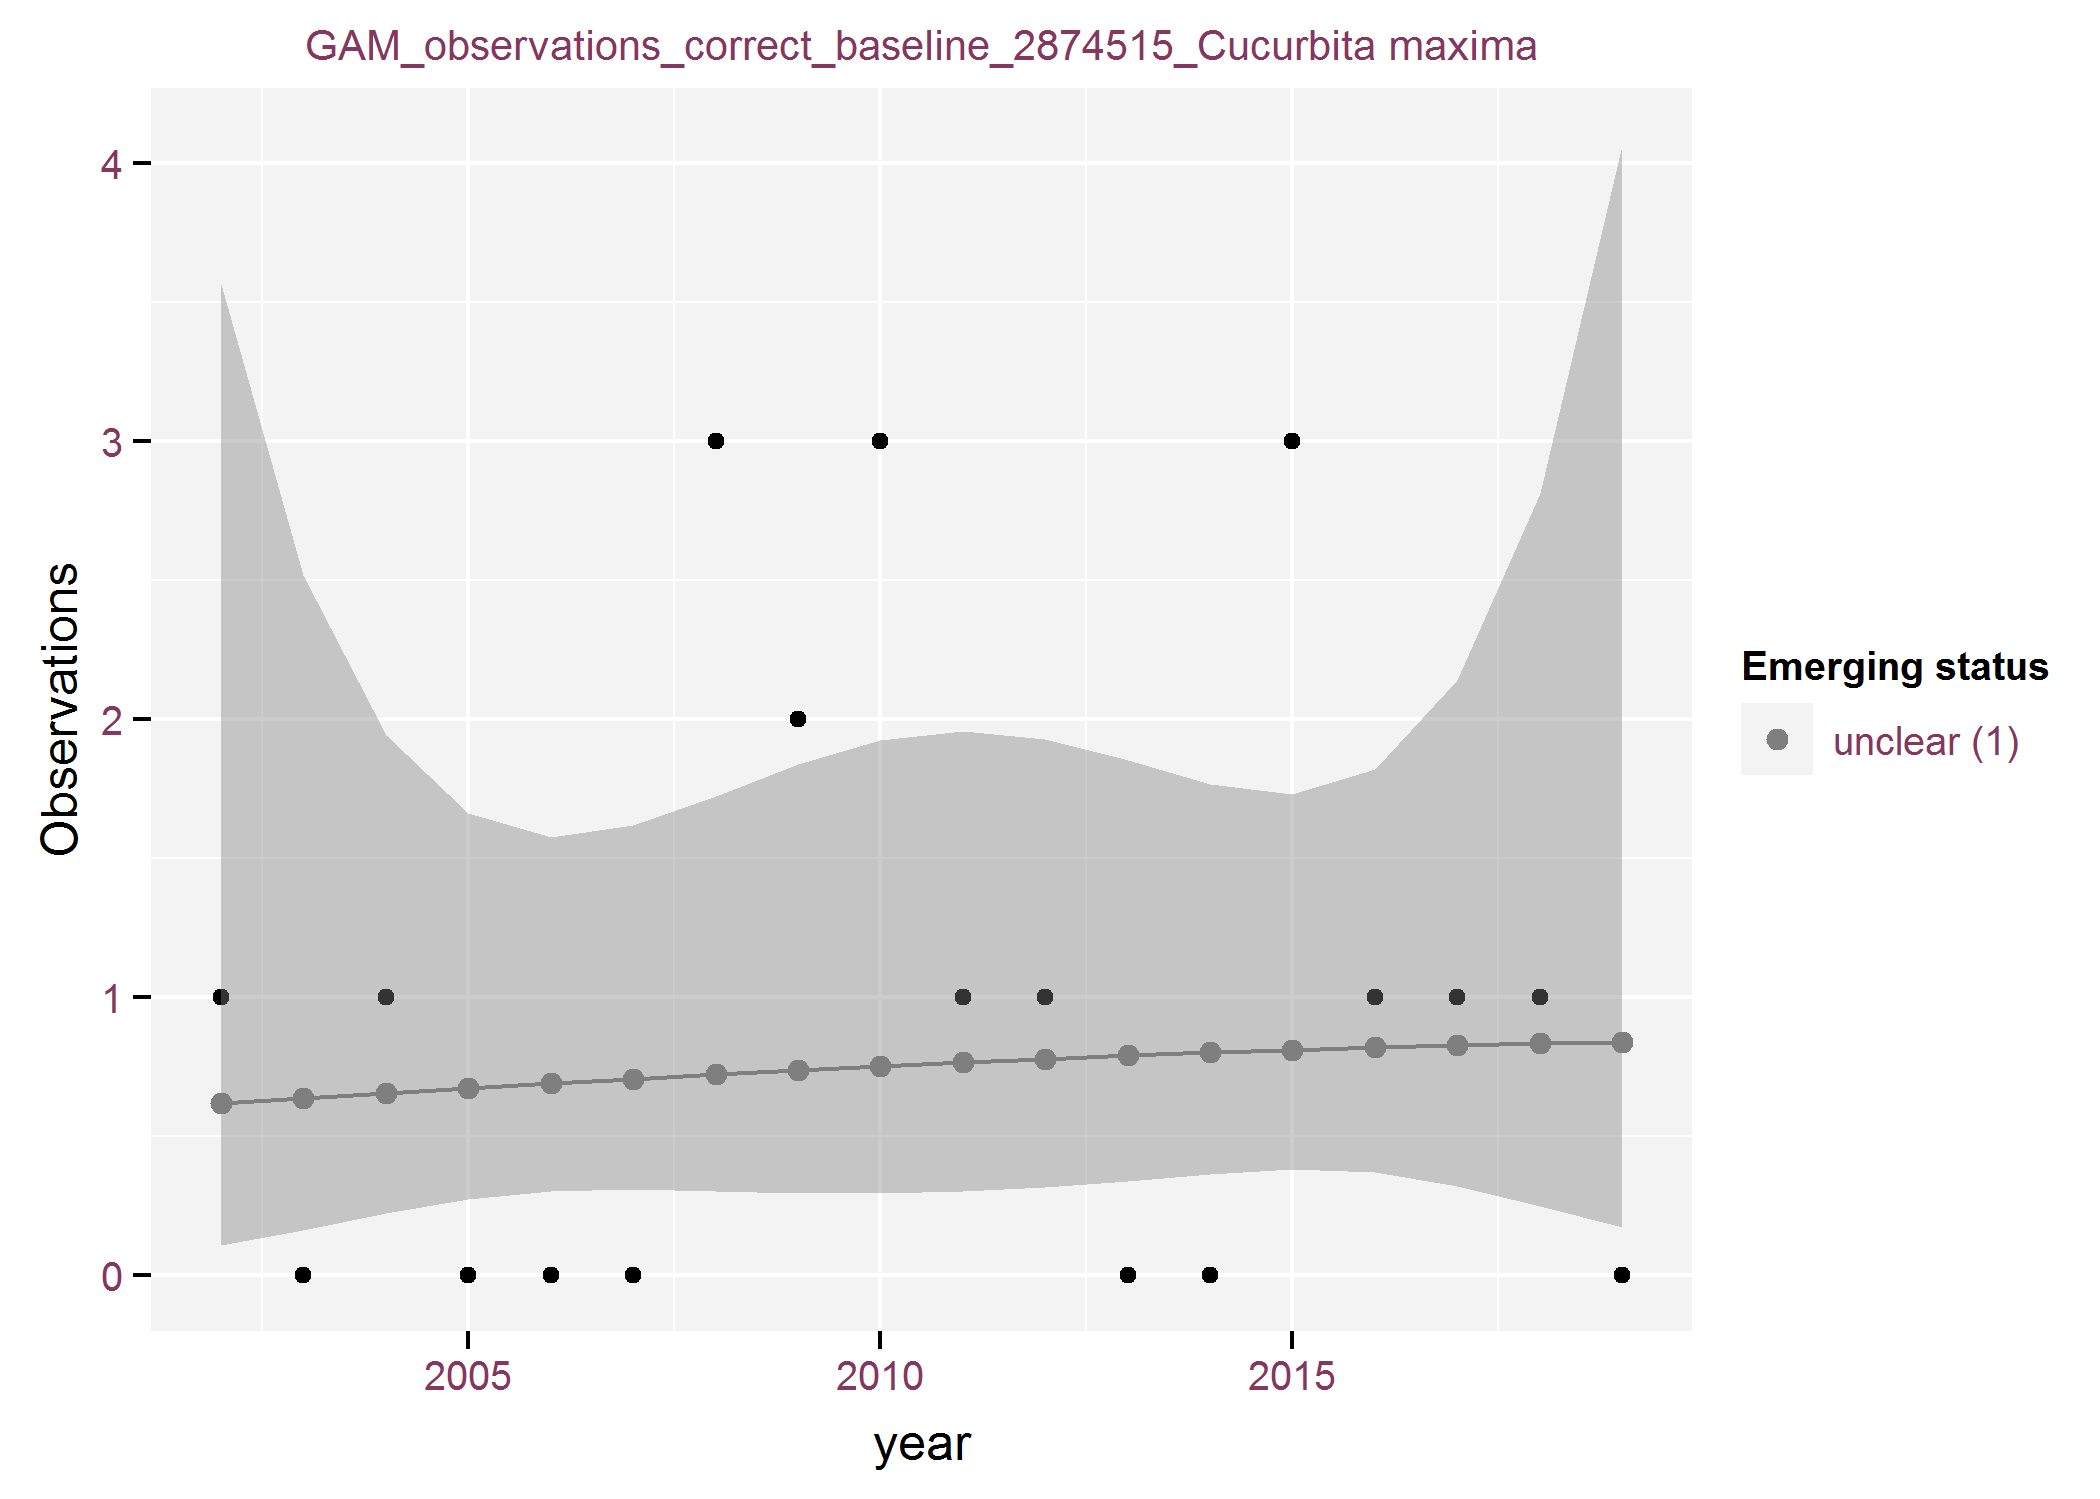 GAM_observations_correct_baseline_2874515_Cucurbita maxima
4
3
2
1
0
Observations
2005 2010 2015
year
Emerging status
unclear (1)